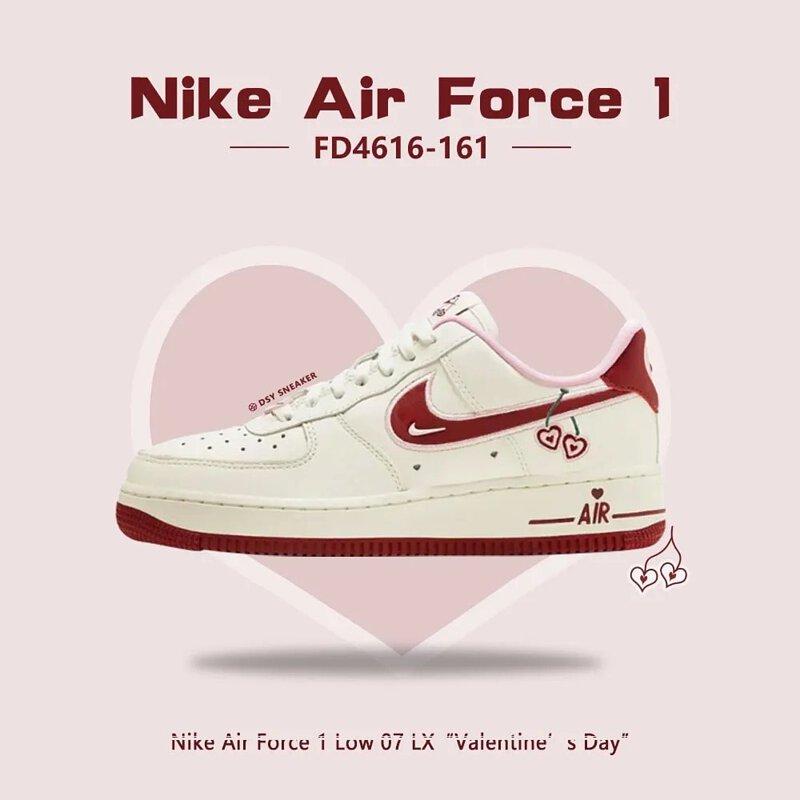 Nike Air Force 1
FD4616-161
DSY SNEAKER
AIR
Nike Air Force 1 Low 07 LX “Valentine’ s Day”